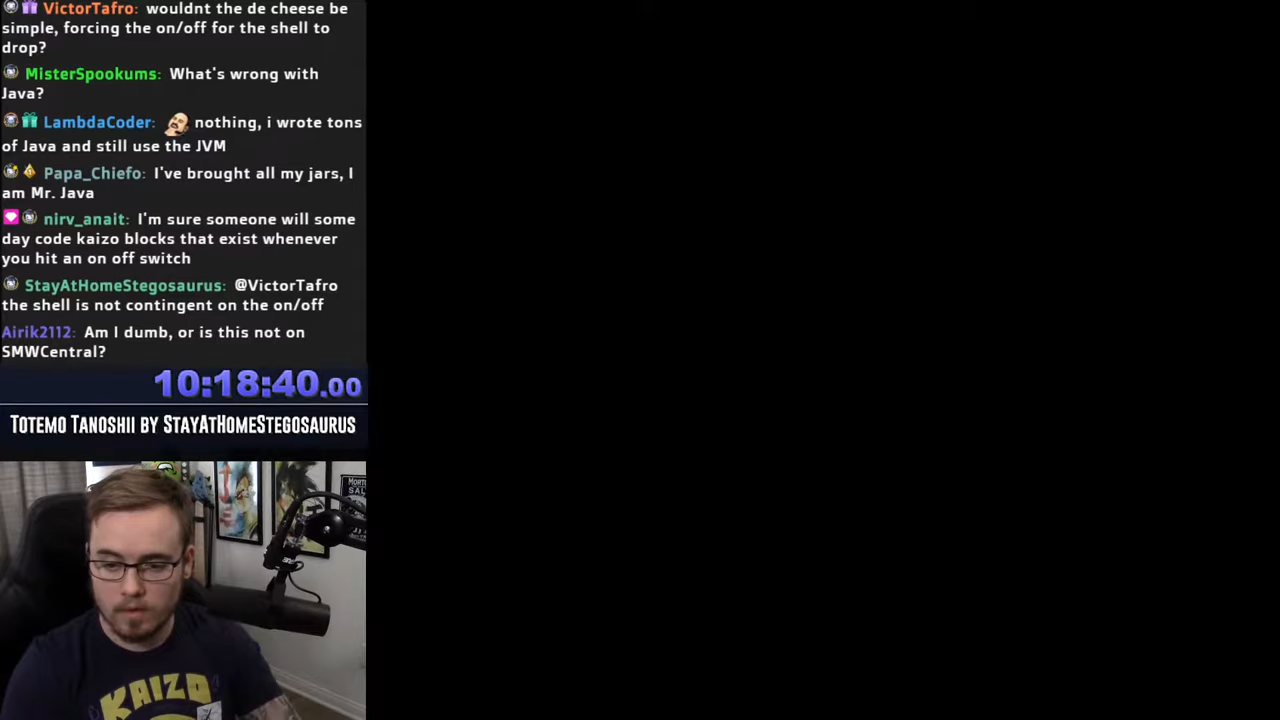 VictorTafro: wouldnt the de cheese be
simple, forcing the on/off for the shell to
drop?
MisterSpookums: What's wrong with
Java?
LambdaCoder: nothing, i wrote tons
of Java and still use the JVM
Papa_Chiefo: I've brought all my jars, I
am Mr. Java
nirv_anait: I'm sure someone will some
day code kaizo blocks that exist whenever
you hit an on off switch
StayAtHomeStegosaurus: @VictorTafro
the shell is not contingent on the on/off
Airik2112: Am I dumb, or is this not on
SMWCentral?
10:18:40.00
TOTEMO TANOSHII BY STAYATHOMESTEGOSAURUS
KAIZO